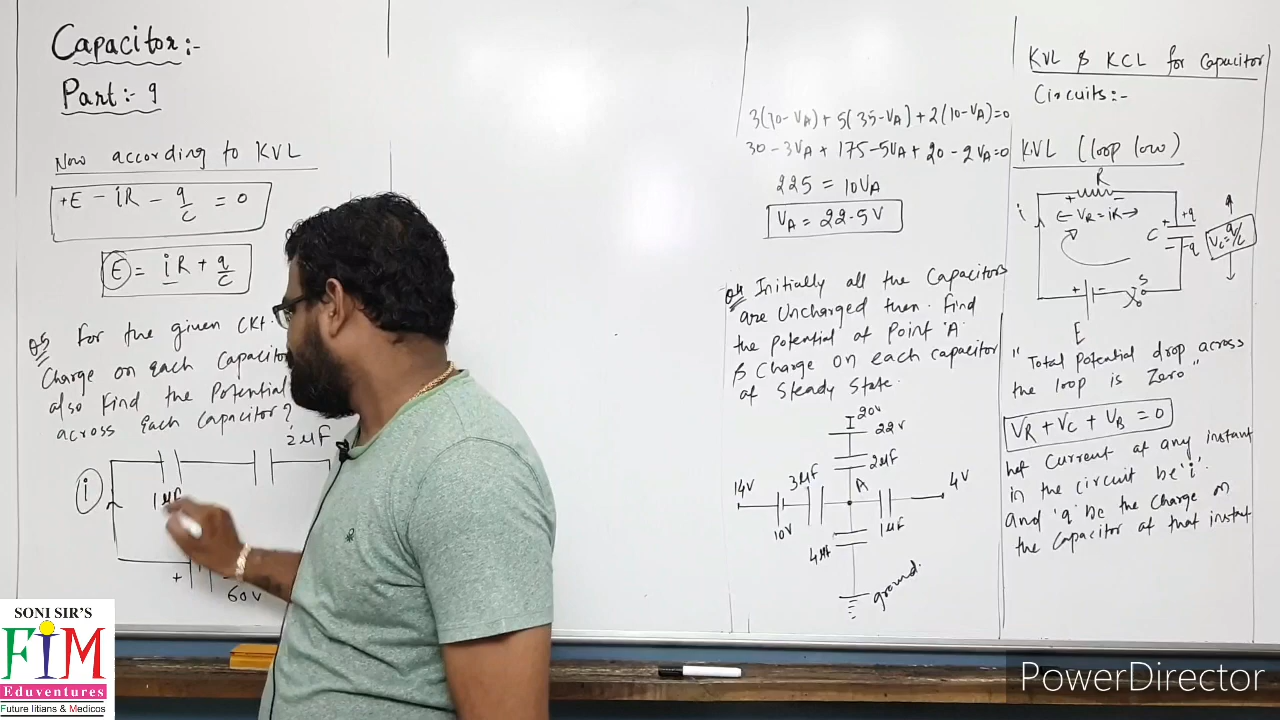 Capacitor:-
Part:- 9
Now according to KVL
+E - iR - q/C = 0
E = iR + q/C
Q5 For the given CKt.
Charge on each Capacitor
also Find the Potential
across Each Capacitor?
2μF
i
1μF
+ -
60V
3(70-VA) + 5(35-VA) + 2(10-VA)=0
30-3VA + 175-5VA + 20-2VA=0
225 = 10VA
VA = 22.5V
Q4 Initially all the Capacitors
are Uncharged then. Find
the potential at Point 'A'
& Charge on each capacitor
at Steady State.
20V
22V
2μF
14V
3μF
A
4V
10V
1μF
4μF
ground.
KVL & KCL for Capacitor
Circuits:-
KVL (loop low)
R
+ -
i
VR = iR
C
+ +q
- -q
VC = q/C
+ -
S
E
"Total potential drop across
the loop is Zero"
VR + VC + VB = 0
let Current at any instant
in the circuit be 'i'.
and 'q' be the Charge on
the Capacitor at that instant
SONI SIR'S
FiM
Eduventures
Future Iitians & Medicos
PowerDirector